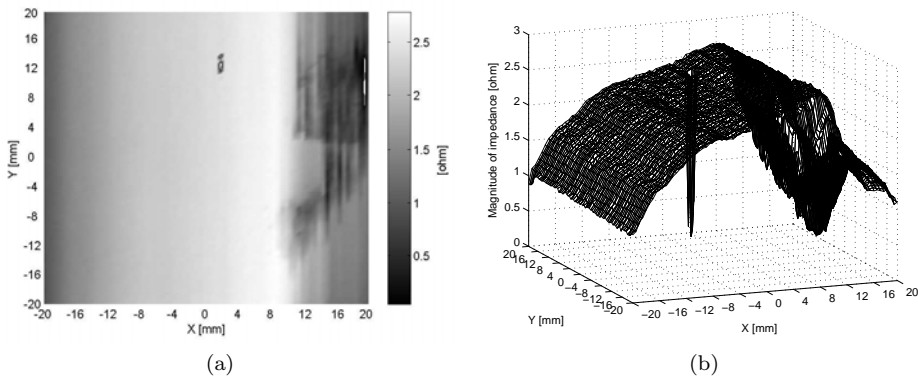 20
16
12
8
4
0
-4
-8
-12
-16
-20
Y [mm]
-20 -16 -12 -8 -4 0 4 8 12 16 20
X [mm]
2.5
2
1.5
1
0.5
[ohm]
(a)
3
2.5
2
1.5
1
0.5
0
Magnitude of impedance [ohm]
20 16 12 8 4 0 −4 −8 −12 −16 −20
Y [mm]
−20 −16 −12 −8 −4 0 4 8 12 16 20
X [mm]
(b)